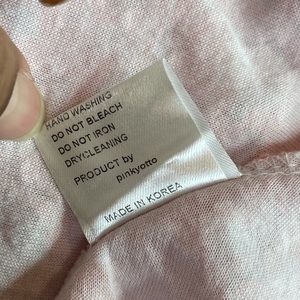 HAND WASHING
DO NOT BLEACH
DO NOT IRON
DRYCLEANING
PRODUCT by
pinkyotto
MADE IN KOREA